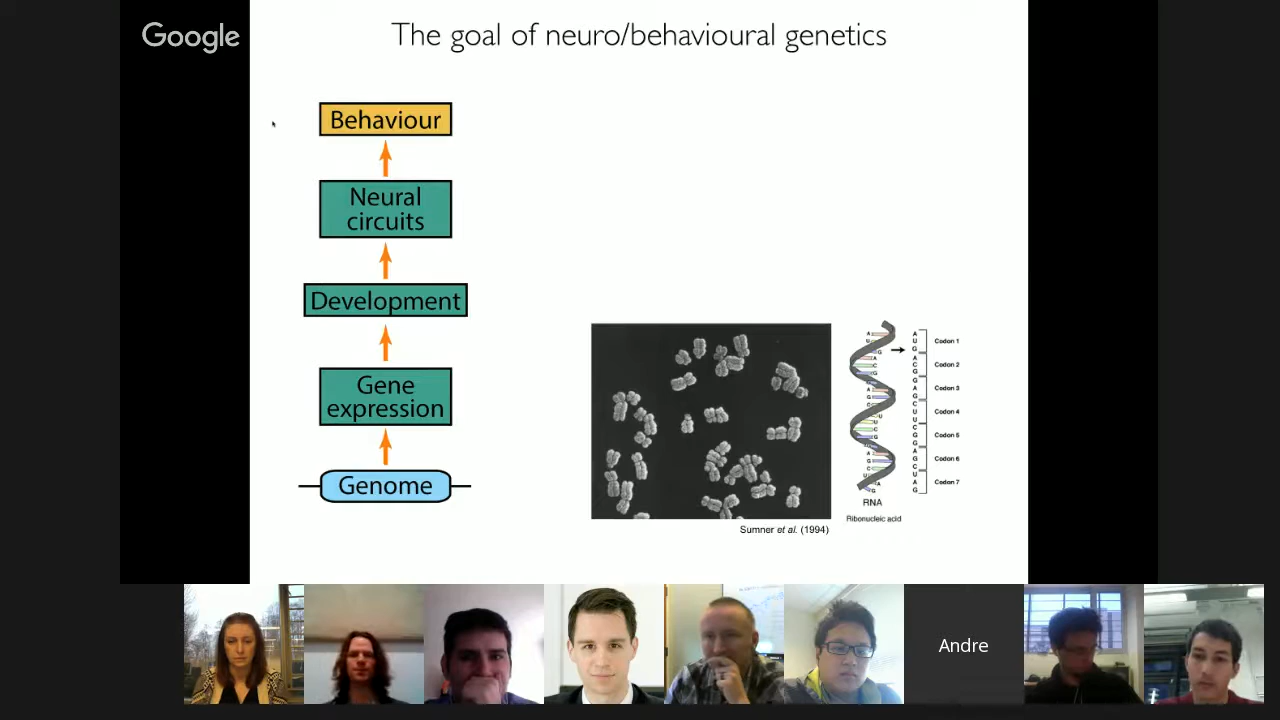 Google
The goal of neuro/behavioural genetics
Behaviour
Neural
circuits
Development
Gene
expression
Genome
Sumner et al. (1994)
RNA
Ribonucleic acid
A
U
G
A
C
G
G
A
G
C
U
U
C
G
G
A
G
C
U
A
G
Codon 1
Codon 2
Codon 3
Codon 4
Codon 5
Codon 6
Codon 7
Andre